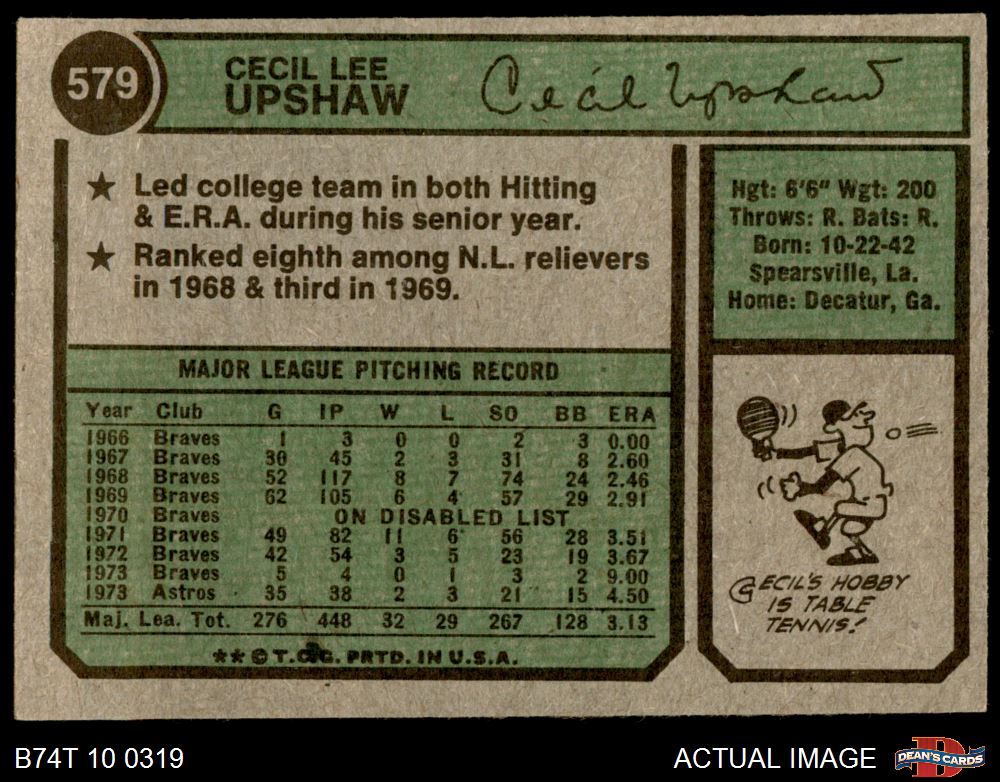 579
CECIL LEE
UPSHAW
Cecil Upshaw
★ Led college team in both Hitting
& E.R.A. during his senior year.
★ Ranked eighth among N.L. relievers
in 1968 & third in 1969.
Hgt: 6'6" Wgt: 200
Throws: R. Bats: R.
Born: 10-22-42
Spearsville, La.
Home: Decatur, Ga.
MAJOR LEAGUE PITCHING RECORD
Year Club G IP W L SO BB ERA
1966 Braves 1 3 0 0 2 3 0.00
1967 Braves 30 45 2 3 31 8 2.60
1968 Braves 52 117 8 7 74 24 2.46
1969 Braves 62 105 6 4 57 29 2.91
1970 Braves ON DISABLED LIST
1971 Braves 49 82 11 6 56 28 3.51
1972 Braves 42 54 3 5 23 19 3.67
1973 Braves 5 4 0 1 3 2 9.00
1973 Astros 35 38 2 3 21 15 4.50
Maj. Lea. Tot. 276 448 32 29 267 128 3.13
**© T.C.G. PRTD. IN U.S.A.
CECIL'S HOBBY
IS TABLE
TENNIS!
B74T 10 0319
ACTUAL IMAGE
D
DEAN'S CARDS